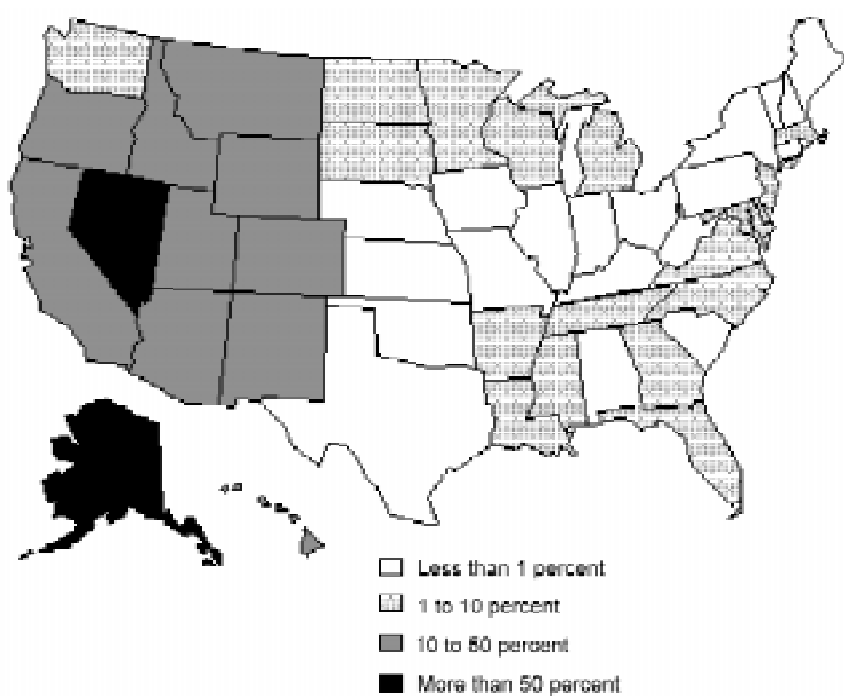 Less than 1 percent
1 to 10 percent
10 to 50 percent
More than 50 percent